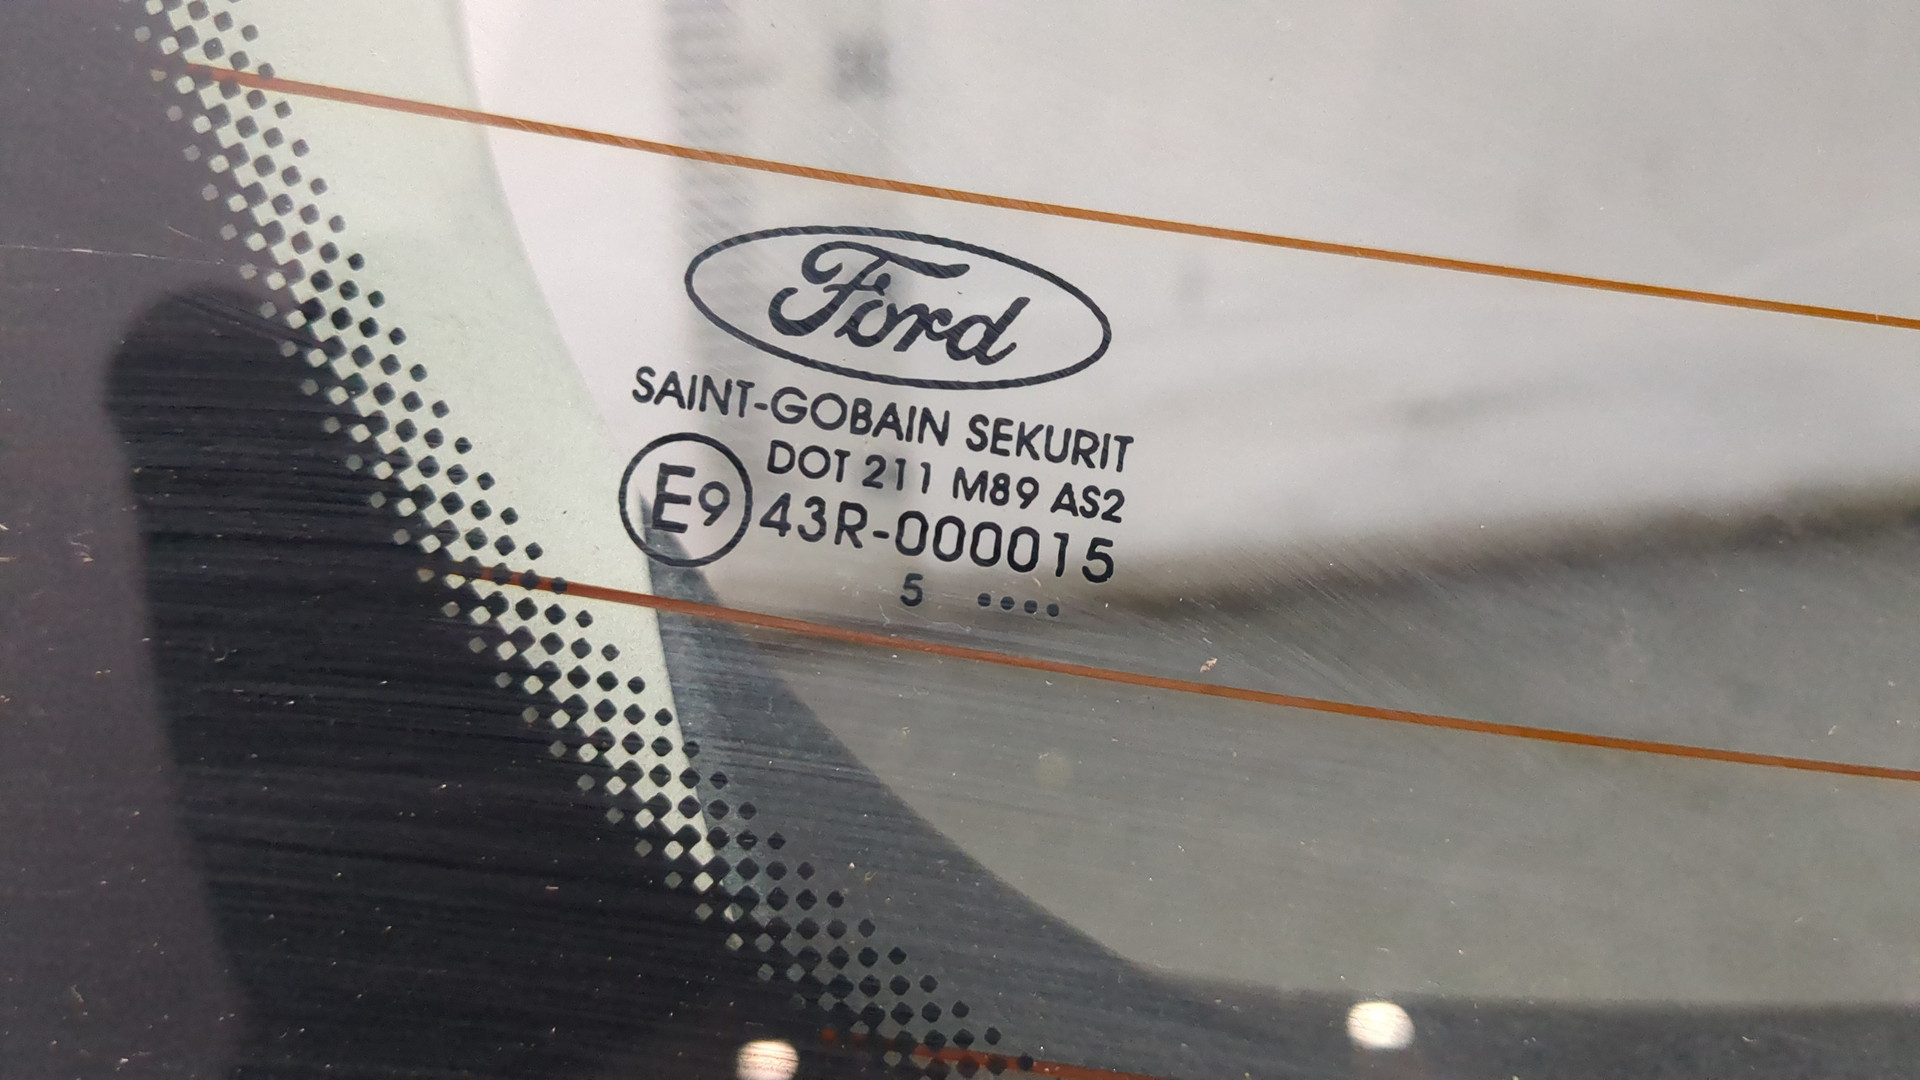 Ford
SAINT-GOBAIN SEKURIT
DOT 211 M89 AS2
E9 43R-000015
5 ••••